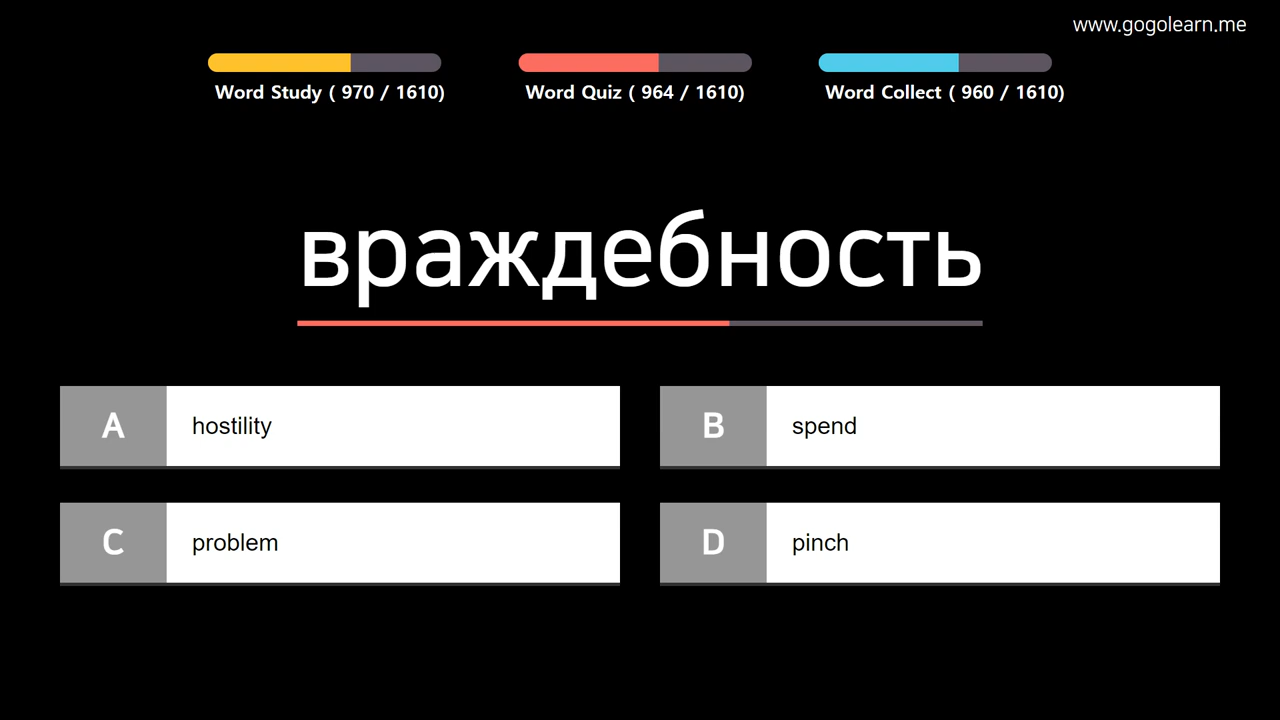 www.gogolearn.me
Word Study ( 970 / 1610)
Word Quiz ( 964 / 1610)
Word Collect ( 960 / 1610)
враждебность
A hostility
B spend
C problem
D pinch